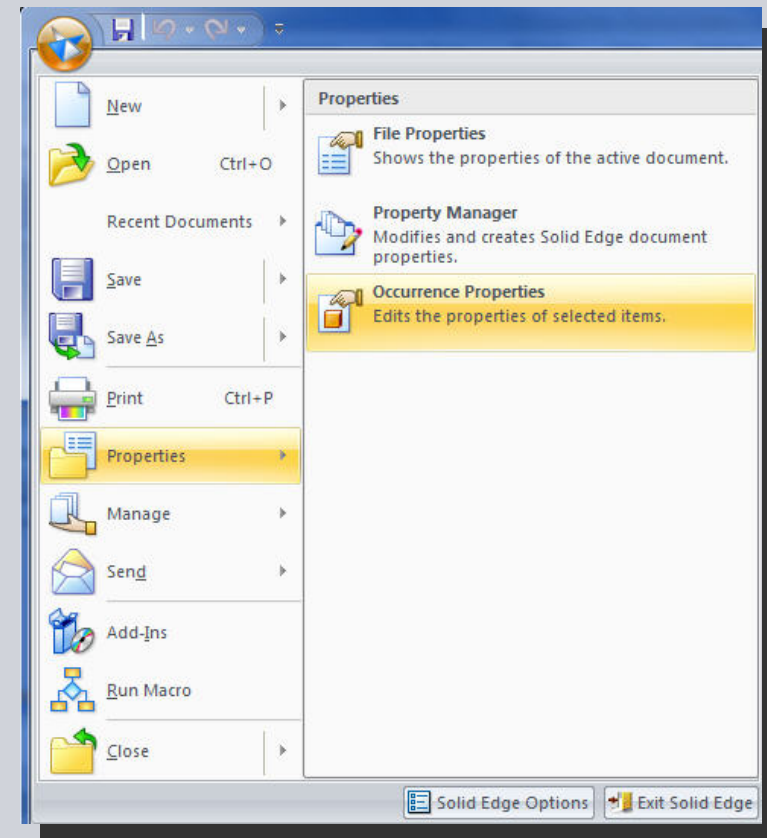 New
Open Ctrl+O
Recent Documents
Save
Save As
Print Ctrl+P
Properties
Manage
Send
Add-Ins
Run Macro
Close
Properties
File Properties
Shows the properties of the active document.
Property Manager
Modifies and creates Solid Edge document
properties.
Occurrence Properties
Edits the properties of selected items.
Solid Edge Options Exit Solid Edge